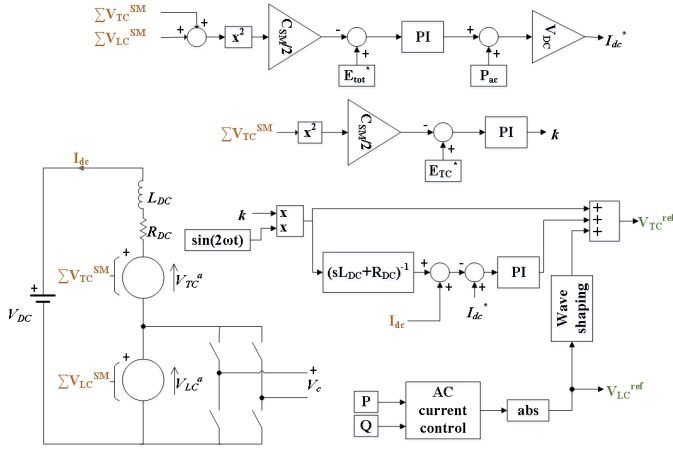 ∑V_TC^SM
∑V_LC^SM
+
+
x²
C_SM/2
-
+
E_tot^*
PI
+
+
P_ac
V_DC
I_dc^*
∑V_TC^SM
x²
C_SM/2
-
+
E_TC^*
PI
k
I_dc
L_DC
R_DC
+
V_DC
∑V_TC^SM
+
V_TC^a
∑V_LC^SM
+
V_LC^a
+
V_c
-
k
sin(2ωt)
x
x
(sL_DC+R_DC)^-1
+
+
I_dc
-
+
I_dc^*
PI
+
+
+
V_TC^ref
Wave
shaping
P
Q
AC
current
control
abs
V_LC^ref